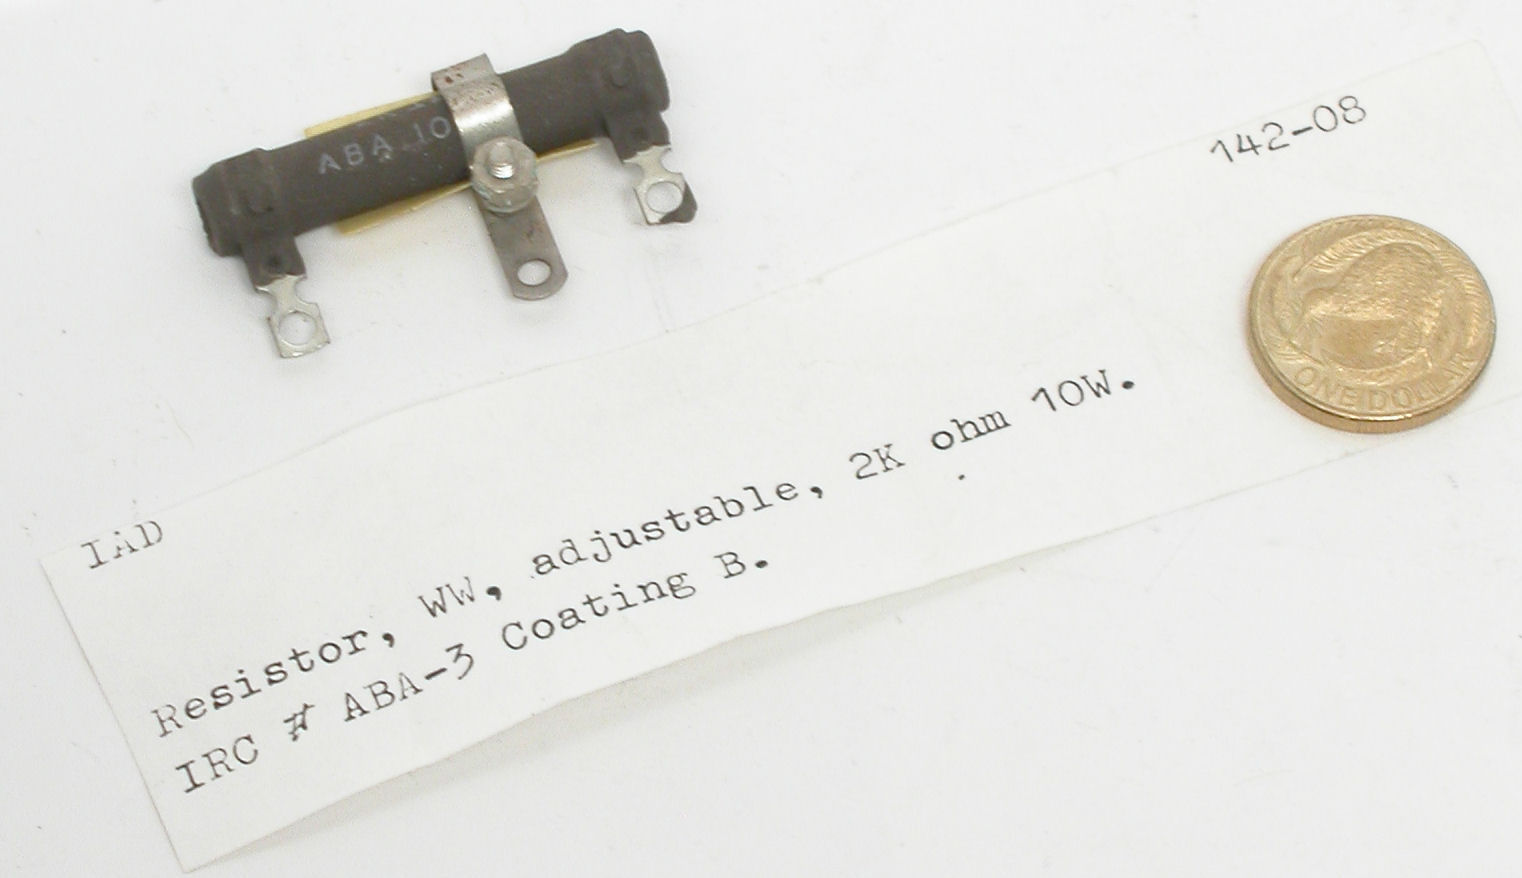 ABA 10
142-08
ONE DOLLAR
IAD
Resistor, WW, adjustable, 2K ohm 10W.
IRC # ABA-3 Coating B.